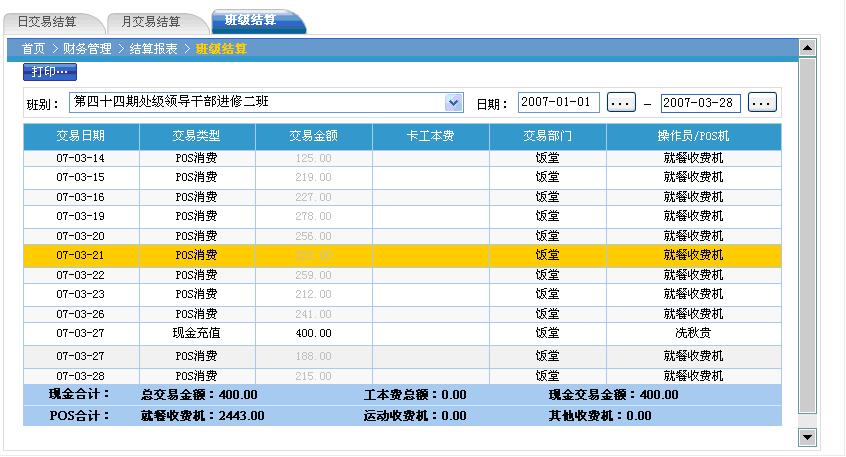 日交易结算 月交易结算 班级结算
首页 > 财务管理 > 结算报表 > 班级结算
打印...
班别： 第四十四期处级领导干部进修二班 日期： 2007-01-01 ... - 2007-03-28 ...
交易日期 交易类型 交易金额 卡工本费 交易部门 操作员/POS机
07-03-14 POS消费 125.00 饭堂 就餐收费机
07-03-15 POS消费 219.00 饭堂 就餐收费机
07-03-16 POS消费 227.00 饭堂 就餐收费机
07-03-19 POS消费 278.00 饭堂 就餐收费机
07-03-20 POS消费 256.00 饭堂 就餐收费机
07-03-21 POS消费 饭堂 就餐收费机
07-03-22 POS消费 259.00 饭堂 就餐收费机
07-03-23 POS消费 212.00 饭堂 就餐收费机
07-03-26 POS消费 241.00 饭堂 就餐收费机
07-03-27 现金充值 400.00 饭堂 冼秋贵
07-03-27 POS消费 188.00 饭堂 就餐收费机
07-03-28 POS消费 215.00 饭堂 就餐收费机
现金合计： 总交易金额：400.00 工本费总额：0.00 现金交易金额：400.00
POS合计： 就餐收费机：2443.00 运动收费机：0.00 其他收费机：0.00